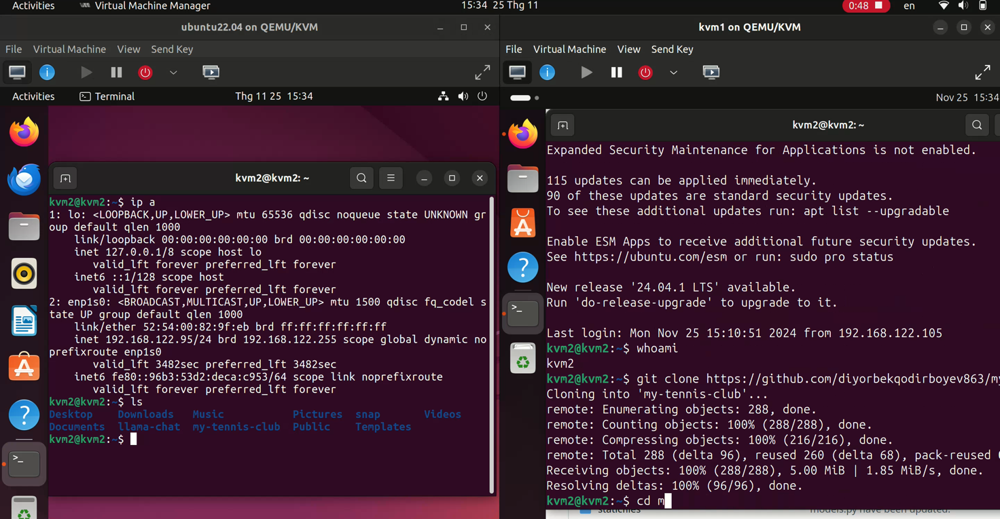 Activities Virtual Machine Manager 15:34 25 Thg 11 0:48 en
ubuntu22.04 on QEMU/KVM
File Virtual Machine View Send Key
Activities Terminal Thg 11 25 15:34
kvm2@kvm2: ~
kvm2@kvm2:~$ ip a
1: lo: <LOOPBACK,UP,LOWER_UP> mtu 65536 qdisc noqueue state UNKNOWN gr
oup default qlen 1000
link/loopback 00:00:00:00:00:00 brd 00:00:00:00:00:00
inet 127.0.0.1/8 scope host lo
valid_lft forever preferred_lft forever
inet6 ::1/128 scope host
valid_lft forever preferred_lft forever
2: enp1s0: <BROADCAST,MULTICAST,UP,LOWER_UP> mtu 1500 qdisc fq_codel s
tate UP group default qlen 1000
link/ether 52:54:00:82:9f:eb brd ff:ff:ff:ff:ff:ff
inet 192.168.122.95/24 brd 192.168.122.255 scope global dynamic no
prefixroute enp1s0
valid_lft 3482sec preferred_lft 3482sec
inet6 fe80::96b3:53d2:deca:c953/64 scope link noprefixroute
valid_lft forever preferred_lft forever
kvm2@kvm2:~$ ls
Desktop Downloads Music Pictures snap Videos
Documents llama-chat my-tennis-club Public Templates
kvm2@kvm2:~$
kvm1 on QEMU/KVM
File Virtual Machine View Send Key
Nov 25 15:34
kvm2@kvm2: ~
Expanded Security Maintenance for Applications is not enabled.
115 updates can be applied immediately.
90 of these updates are standard security updates.
To see these additional updates run: apt list --upgradable
Enable ESM Apps to receive additional future security updates.
See https://ubuntu.com/esm or run: sudo pro status
New release '24.04.1 LTS' available.
Run 'do-release-upgrade' to upgrade to it.
Last login: Mon Nov 25 15:10:51 2024 from 192.168.122.105
kvm2@kvm2:~$ whoami
kvm2
kvm2@kvm2:~$ git clone https://github.com/diyorbekqodirboyev863/my
Cloning into 'my-tennis-club'...
remote: Enumerating objects: 288, done.
remote: Counting objects: 100% (288/288), done.
remote: Compressing objects: 100% (216/216), done.
remote: Total 288 (delta 96), reused 260 (delta 68), pack-reused
Receiving objects: 100% (288/288), 5.00 MiB | 1.85 MiB/s, done.
Resolving deltas: 100% (96/96), done.
kvm2@kvm2:~$ cd m
models.py have been updated.